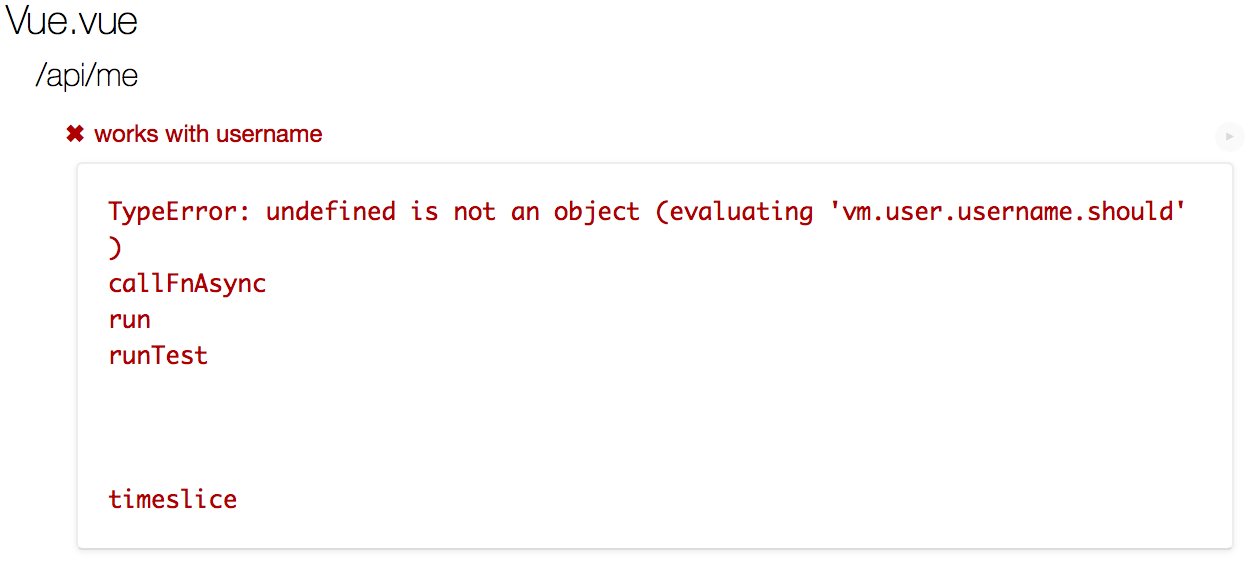 Vue.vue
/api/me
✖ works with username
TypeError: undefined is not an object (evaluating 'vm.user.username.should'
)
callFnAsync
run
runTest
timeslice